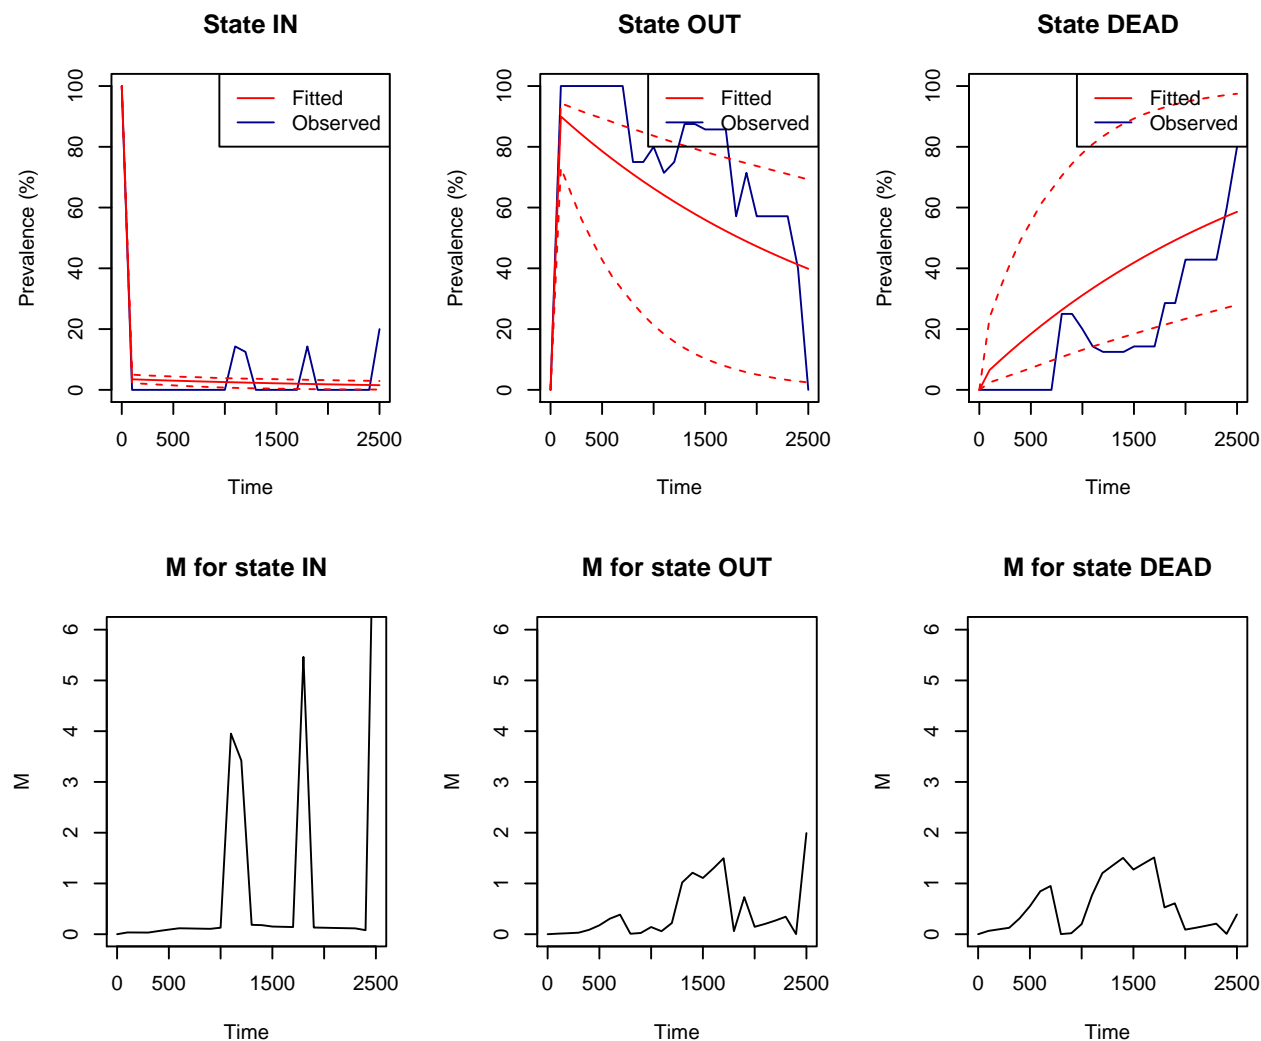 State IN
Prevalence (%)
100
80
60
40
20
0
Fitted
Observed
0 500 1500 2500
Time
State OUT
Prevalence (%)
100
80
60
40
20
0
Fitted
Observed
0 500 1500 2500
Time
State DEAD
Prevalence (%)
100
80
60
40
20
0
Fitted
Observed
0 500 1500 2500
Time
M for state IN
M
6
5
4
3
2
1
0
0 500 1500 2500
Time
M for state OUT
M
6
5
4
3
2
1
0
0 500 1500 2500
Time
M for state DEAD
M
6
5
4
3
2
1
0
0 500 1500 2500
Time